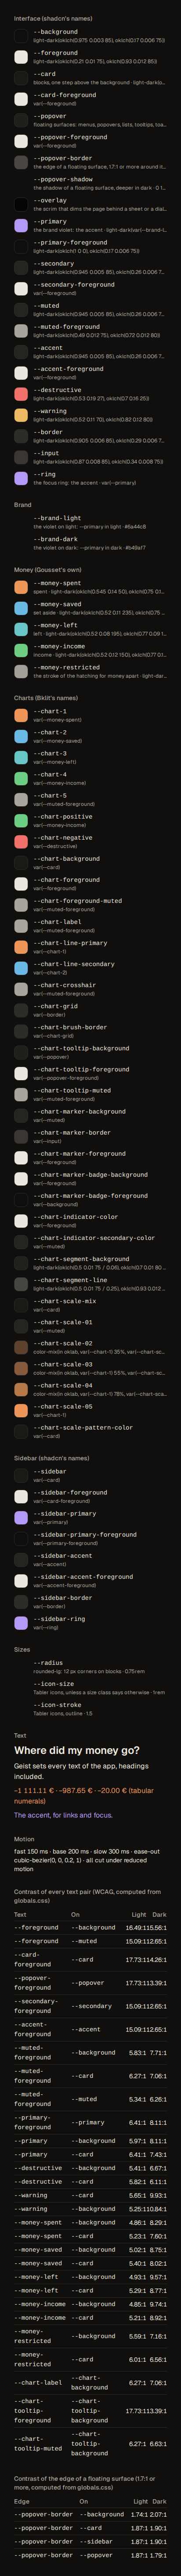 Interface (shadcn's names)
--background
light-dark(oklch(0.975 0.003 85), oklch(0.17 0.006 75))
--foreground
light-dark(oklch(0.21 0.01 75), oklch(0.93 0.012 85))
--card
blocks, one step above the background · light-dark(o...
--card-foreground
var(--foreground)
--popover
floating surfaces: menus, popovers, lists, tooltips, toa...
--popover-foreground
var(--foreground)
--popover-border
the edge of a floating surface, 1.7:1 or more around it...
--popover-shadow
the shadow of a floating surface, deeper in dark · 0 1...
--overlay
the scrim that dims the page behind a sheet or a dial...
--primary
the brand violet: the accent · light-dark(var(--brand-l...
--primary-foreground
light-dark(oklch(1 0 0), oklch(0.17 0.006 75))
--secondary
light-dark(oklch(0.945 0.005 85), oklch(0.26 0.006 7...
--secondary-foreground
var(--foreground)
--muted
light-dark(oklch(0.945 0.005 85), oklch(0.26 0.006 7...
--muted-foreground
light-dark(oklch(0.49 0.012 75), oklch(0.72 0.012 80))
--accent
light-dark(oklch(0.945 0.005 85), oklch(0.26 0.006 7...
--accent-foreground
var(--foreground)
--destructive
light-dark(oklch(0.53 0.19 27), oklch(0.7 0.16 25))
--warning
light-dark(oklch(0.52 0.11 70), oklch(0.82 0.12 80))
--border
light-dark(oklch(0.905 0.006 85), oklch(0.29 0.006 7...
--input
light-dark(oklch(0.87 0.008 85), oklch(0.34 0.008 75))
--ring
the focus ring: the accent · var(--primary)
Brand
--brand-light
the violet on light: --primary in light · #6a44c8
--brand-dark
the violet on dark: --primary in dark · #b49af7
Money (Gousset's own)
--money-spent
spent · light-dark(oklch(0.545 0.14 50), oklch(0.75 0.1...
--money-saved
set aside · light-dark(oklch(0.52 0.11 235), oklch(0.75 ...
--money-left
left · light-dark(oklch(0.52 0.08 195), oklch(0.77 0.09 1...
--money-income
income · light-dark(oklch(0.52 0.12 150), oklch(0.77 0.1...
--money-restricted
the stroke of the hatching for money apart · light-dar...
Charts (Bklit's names)
--chart-1
var(--money-spent)
--chart-2
var(--money-saved)
--chart-3
var(--money-left)
--chart-4
var(--money-income)
--chart-5
var(--muted-foreground)
--chart-positive
var(--money-income)
--chart-negative
var(--destructive)
--chart-background
var(--card)
--chart-foreground
var(--foreground)
--chart-foreground-muted
var(--muted-foreground)
--chart-label
var(--muted-foreground)
--chart-line-primary
var(--chart-1)
--chart-line-secondary
var(--chart-2)
--chart-crosshair
var(--muted-foreground)
--chart-grid
var(--border)
--chart-brush-border
var(--chart-grid)
--chart-tooltip-background
var(--popover)
--chart-tooltip-foreground
var(--popover-foreground)
--chart-tooltip-muted
var(--muted-foreground)
--chart-marker-background
var(--muted)
--chart-marker-border
var(--input)
--chart-marker-foreground
var(--foreground)
--chart-marker-badge-background
var(--foreground)
--chart-marker-badge-foreground
var(--background)
--chart-indicator-color
var(--foreground)
--chart-indicator-secondary-color
var(--muted)
--chart-segment-background
light-dark(oklch(0.5 0.01 75 / 0.06), oklch(0.7 0.01 80 ...
--chart-segment-line
light-dark(oklch(0.5 0.01 75 / 0.25), oklch(0.93 0.012 ...
--chart-scale-mix
var(--card)
--chart-scale-01
var(--muted)
--chart-scale-02
color-mix(in oklab, var(--chart-1) 35%, var(--chart-sc...
--chart-scale-03
color-mix(in oklab, var(--chart-1) 55%, var(--chart-sc...
--chart-scale-04
color-mix(in oklab, var(--chart-1) 78%, var(--chart-sca...
--chart-scale-05
var(--chart-1)
--chart-scale-pattern-color
var(--card)
Sidebar (shadcn's names)
--sidebar
var(--card)
--sidebar-foreground
var(--card-foreground)
--sidebar-primary
var(--primary)
--sidebar-primary-foreground
var(--primary-foreground)
--sidebar-accent
var(--accent)
--sidebar-accent-foreground
var(--accent-foreground)
--sidebar-border
var(--border)
--sidebar-ring
var(--ring)
Sizes
--radius
rounded-lg: 12 px corners on blocks · 0.75rem
--icon-size
Tabler icons, unless a size class says otherwise · 1rem
--icon-stroke
Tabler icons, outline · 1.5
Text
Where did my money go?
Geist sets every text of the app, headings
included.
−1 111.11 € · −987.65 € · −20.00 € (tabular
numerals)
The accent, for links and focus.
Motion
fast 150 ms · base 200 ms · slow 300 ms · ease-out
cubic-bezier(0, 0, 0.2, 1) · all cut under reduced
motion
Contrast of every text pair (WCAG, computed from
globals.css)
Text On Light Dark
--foreground --background 16.49:1 15.56:1
--foreground --muted 15.09:1 12.65:1
--card-
foreground --card 17.73:1 14.26:1
--popover-
foreground --popover 17.73:1 13.39:1
--secondary-
foreground --secondary 15.09:1 12.65:1
--accent-
foreground --accent 15.09:1 12.65:1
--muted-
foreground --background 5.83:1 7.71:1
--muted-
foreground --card 6.27:1 7.06:1
--muted-
foreground --muted 5.34:1 6.26:1
--primary-
foreground --primary 6.41:1 8.11:1
--primary --background 5.97:1 8.11:1
--primary --card 6.41:1 7.43:1
--destructive --background 5.41:1 6.67:1
--destructive --card 5.82:1 6.11:1
--warning --card 5.65:1 9.93:1
--warning --background 5.25:1 10.84:1
--money-spent --background 4.86:1 8.29:1
--money-spent --card 5.23:1 7.60:1
--money-saved --background 5.02:1 8.75:1
--money-saved --card 5.40:1 8.02:1
--money-left --background 4.93:1 9.57:1
--money-left --card 5.29:1 8.77:1
--money-income --background 4.85:1 9.74:1
--money-income --card 5.21:1 8.92:1
--money-
restricted --background 5.59:1 7.16:1
--money-
restricted --card 6.01:1 6.56:1
--chart-label --chart-
background 6.27:1 7.06:1
--chart-
tooltip-
foreground --chart-
tooltip-
background 17.73:1 13.39:1
--chart-
tooltip-muted --chart-
tooltip-
background 6.27:1 6.63:1
Contrast of the edge of a floating surface (1.7:1 or
more, computed from globals.css)
Edge On Light Dark
--popover-border --background 1.74:1 2.07:1
--popover-border --card 1.87:1 1.90:1
--popover-border --sidebar 1.87:1 1.90:1
--popover-border --popover 1.87:1 1.79:1